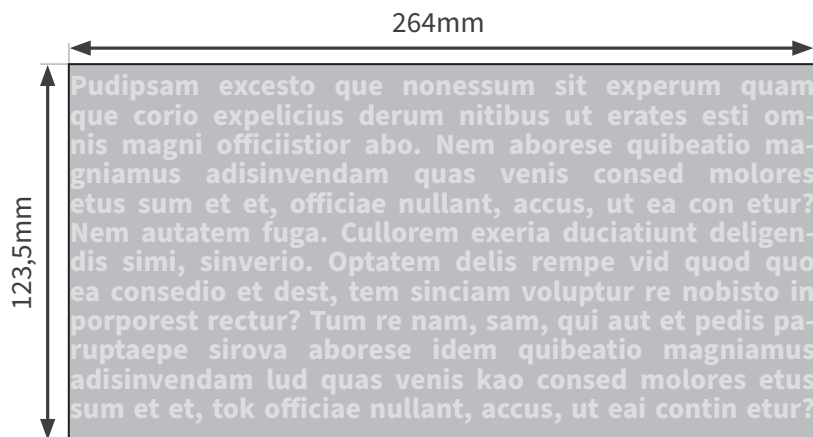 264mm
123,5mm
Pudipsam excesto que nonessum sit experum quam
que corio expelicius derum nitibus ut erates esti om-
nis magni officiistior abo. Nem aborese quibeatio ma-
gniamus adisinvendam quas venis consed molores
etus sum et et, officiae nullant, accus, ut ea con etur?
Nem autatem fuga. Cullorem exeria duciatiunt deligen-
dis simi, sinverio. Optatem delis rempe vid quod quo
ea consedio et dest, tem sinciam voluptur re nobisto in
porporest rectur? Tum re nam, sam, qui aut et pedis pa-
ruptaepe sirova aborese idem quibeatio magniamus
adisinvendam lud quas venis kao consed molores etus
sum et et, tok officiae nullant, accus, ut eai contin etur?